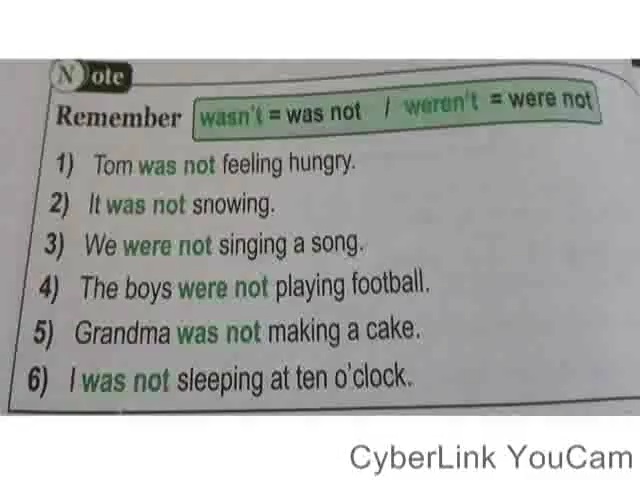 Note
Remember wasn't = was not / weren't = were not
1) Tom was not feeling hungry.
2) It was not snowing.
3) We were not singing a song.
4) The boys were not playing football.
5) Grandma was not making a cake.
6) I was not sleeping at ten o'clock.
CyberLink YouCam